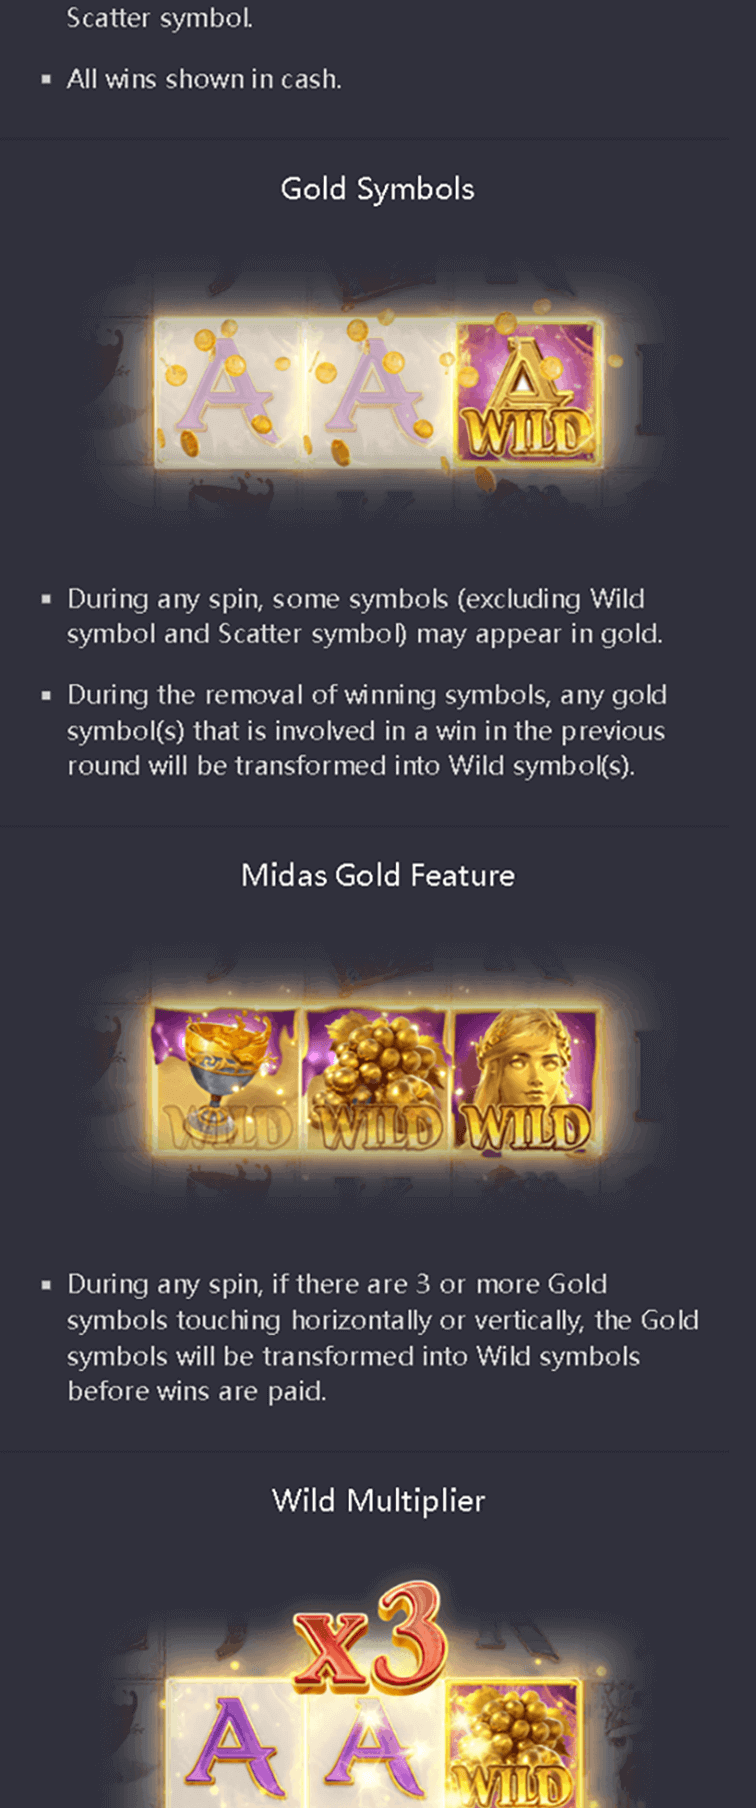 Scatter symbol.
▪ All wins shown in cash.
Gold Symbols
A A A
WILD
▪ During any spin, some symbols (excluding Wild
symbol and Scatter symbol) may appear in gold.
▪ During the removal of winning symbols, any gold
symbol(s) that is involved in a win in the previous
round will be transformed into Wild symbol(s).
Midas Gold Feature
WILD WILD WILD
▪ During any spin, if there are 3 or more Gold
symbols touching horizontally or vertically, the Gold
symbols will be transformed into Wild symbols
before wins are paid.
Wild Multiplier
x3
A A WILD